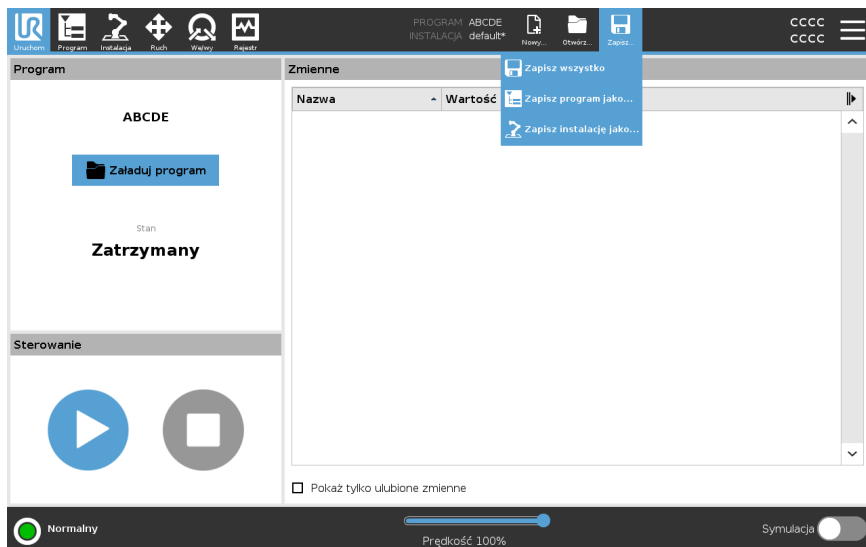 UR
Uruchom
Program
Instalacja
Ruch
We/wy
Rejestr
PROGRAM ABCDE
INSTALACJA default*
Nowy...
Otwórz...
Zapisz...
CCCC
CCCC
Program
ABCDE
Załaduj program
Stan
Zatrzymany
Sterowanie
Zmienne
Zapisz wszystko
Zapisz program jako...
Zapisz instalację jako...
Nazwa
Wartość
Pokaż tylko ulubione zmienne
Normalny
Prędkość 100%
Symulacja